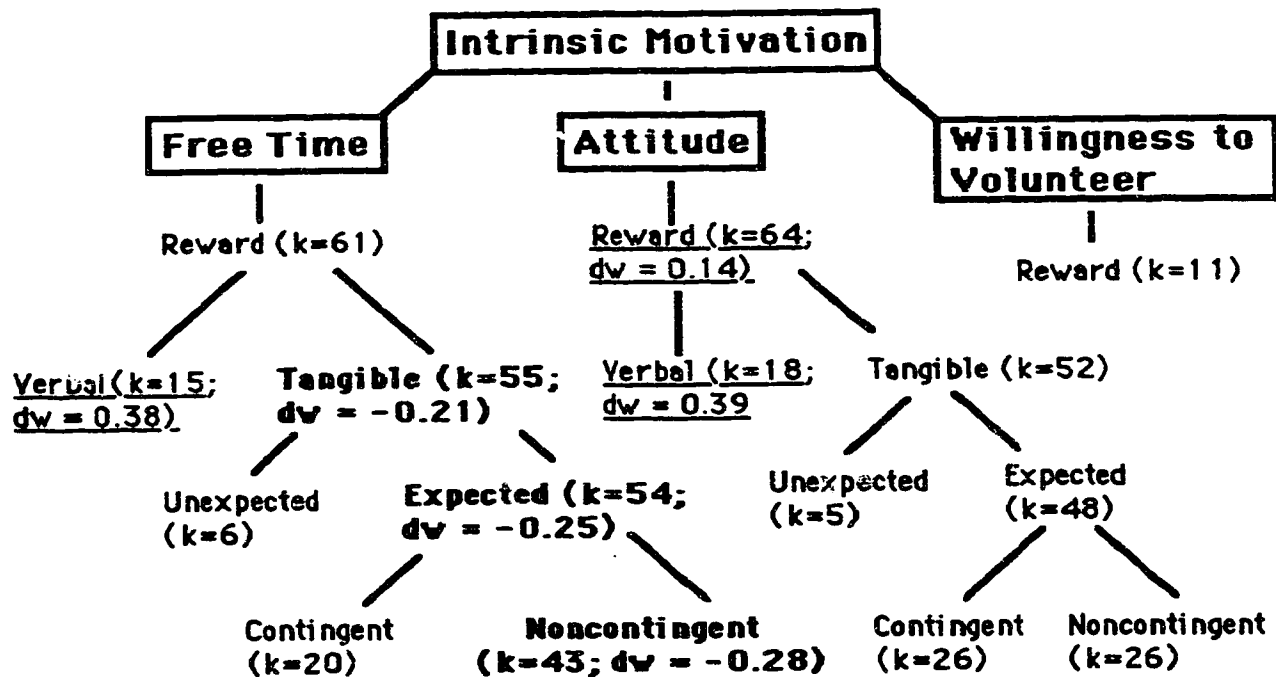 Intrinsic Motivation
Free Time
Attitude
Willingness to
Volunteer
Reward (k=61)
Reward (k=64;
dw = 0.14)
Reward (k=11)
Verbal (k=15;
dw = 0.38)
Tangible (k=55;
dw = -0.21)
Verbal (k=18;
dw = 0.39
Tangible (k=52)
Unexpected
(k=6)
Expected (k=54;
dw = -0.25)
Unexpected
(k=5)
Expected
(k=48)
Contingent
(k=20)
Noncontingent
(k=43; dw = -0.28)
Contingent
(k=26)
Noncontingent
(k=26)